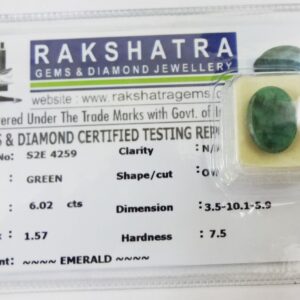 RAKSHATRA
GEMS & DIAMOND JEWELLERY
website : www.rakshatragems.
ered Under The Trade Marks with Govt. of I
& DIAMOND CERTIFIED TESTING REP
No : S2E 4259 Clarity : N/
: GREEN Shape/cut : O
: 6.02 cts Dimension : 3.5-10.1-5.9
: 1.57 Hardness : 7.5
nt: ~~~~ EMERALD ~~~~